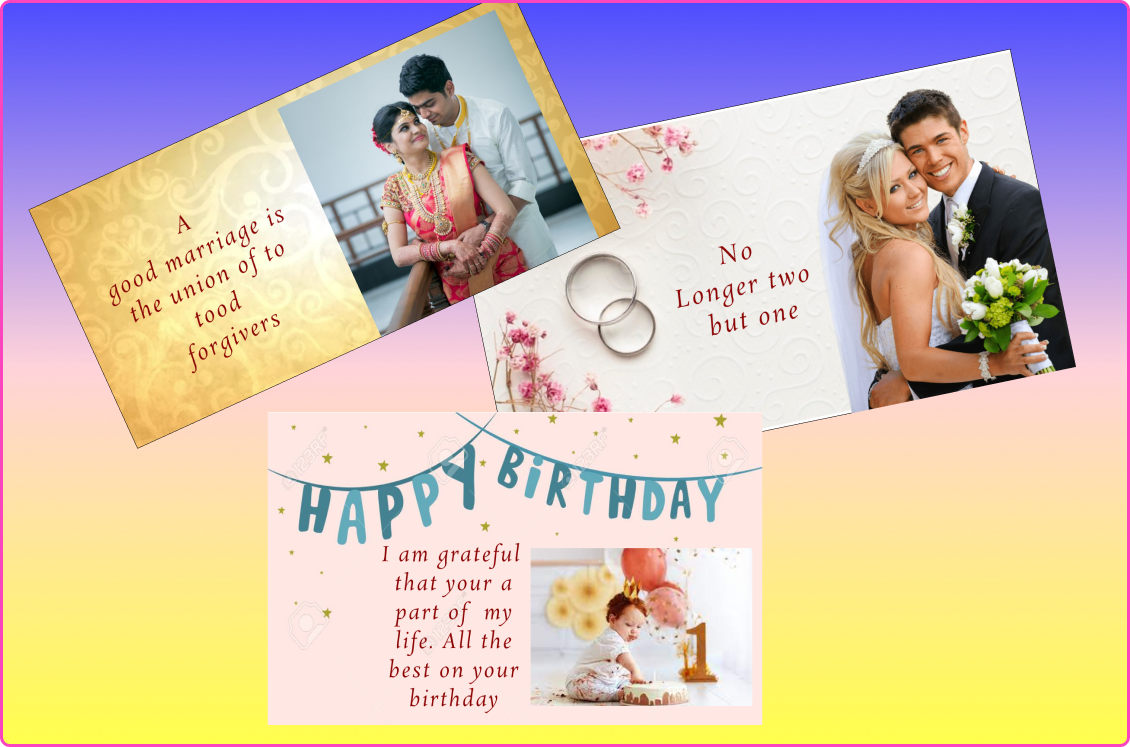 A
good marriage is
the union of to
tood
forgivers
No
Longer two
but one
HAPPY BIRTHDAY
I am grateful
that your a
part of my
life. All the
best on your
birthday
1